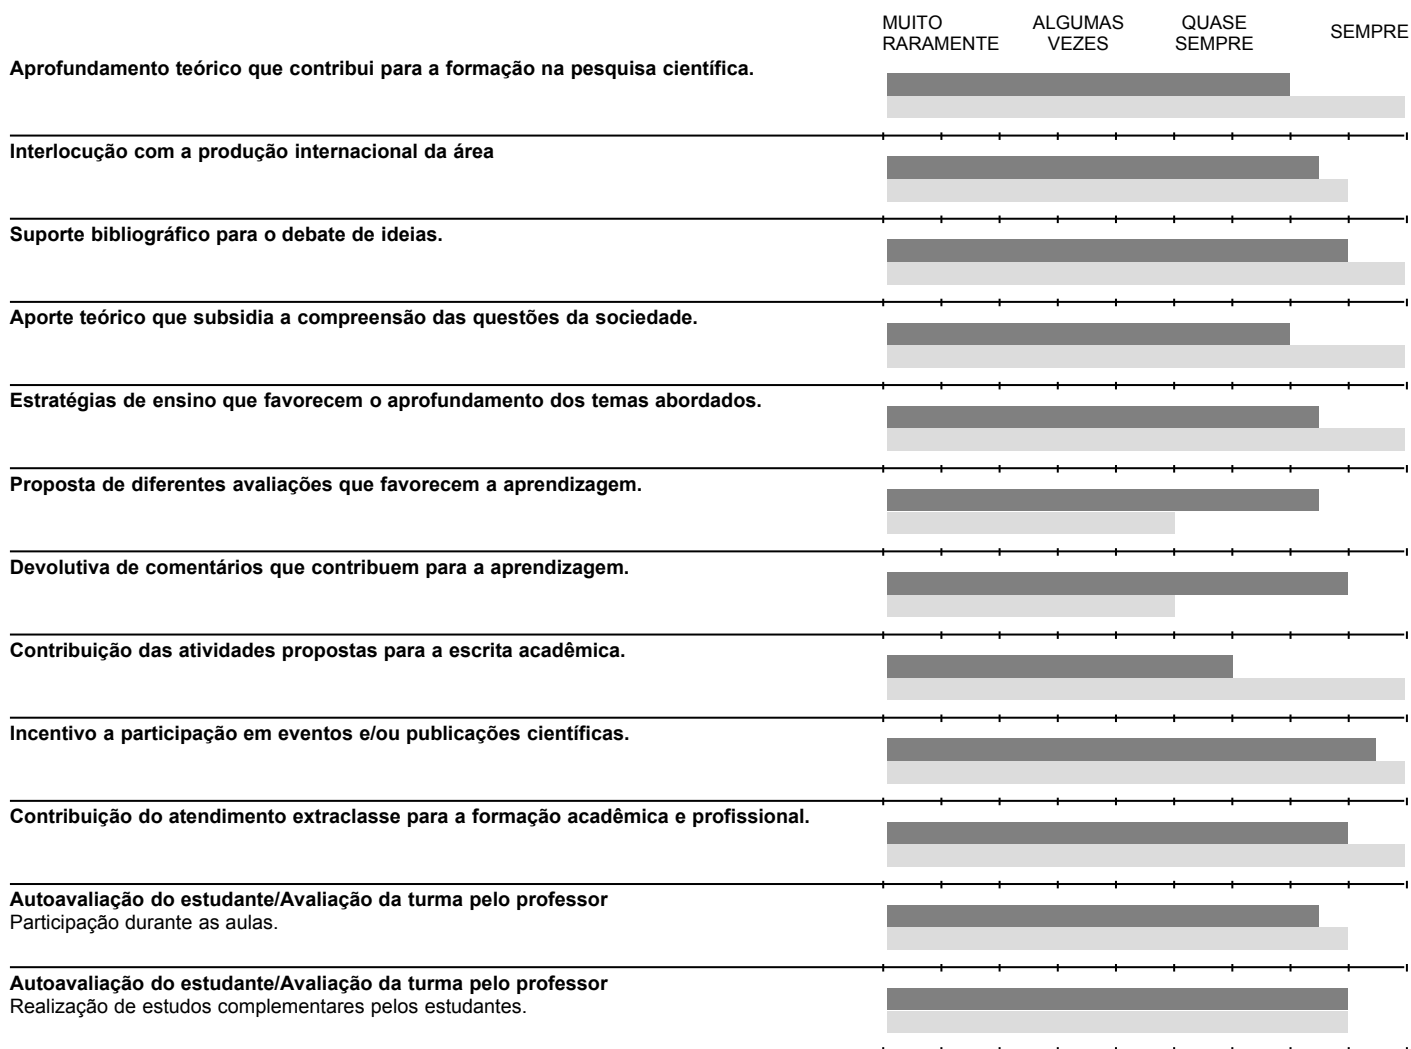 MUITO RARAMENTE
ALGUMAS VEZES
QUASE SEMPRE
SEMPRE
Aprofundamento teórico que contribui para a formação na pesquisa científica.
Interlocução com a produção internacional da área
Suporte bibliográfico para o debate de ideias.
Aporte teórico que subsidia a compreensão das questões da sociedade.
Estratégias de ensino que favorecem o aprofundamento dos temas abordados.
Proposta de diferentes avaliações que favorecem a aprendizagem.
Devolutiva de comentários que contribuem para a aprendizagem.
Contribuição das atividades propostas para a escrita acadêmica.
Incentivo a participação em eventos e/ou publicações científicas.
Contribuição do atendimento extraclasse para a formação acadêmica e profissional.
Autoavaliação do estudante/Avaliação da turma pelo professor
Participação durante as aulas.
Autoavaliação do estudante/Avaliação da turma pelo professor
Realização de estudos complementares pelos estudantes.